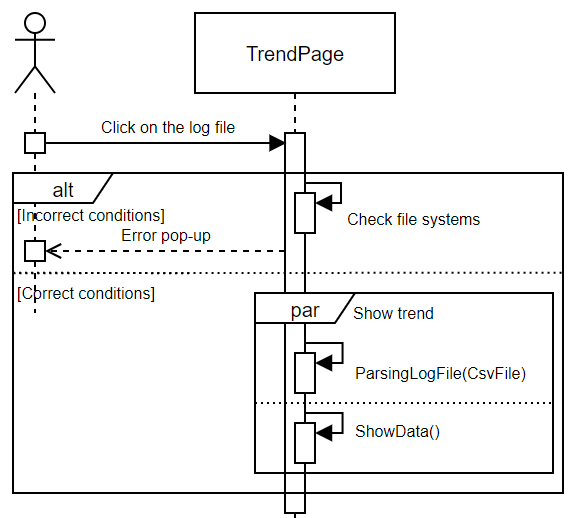 TrendPage
Click on the log file
alt
[Incorrect conditions]
Check file systems
Error pop-up
[Correct conditions]
par
Show trend
ParsingLogFile(CsvFile)
ShowData()